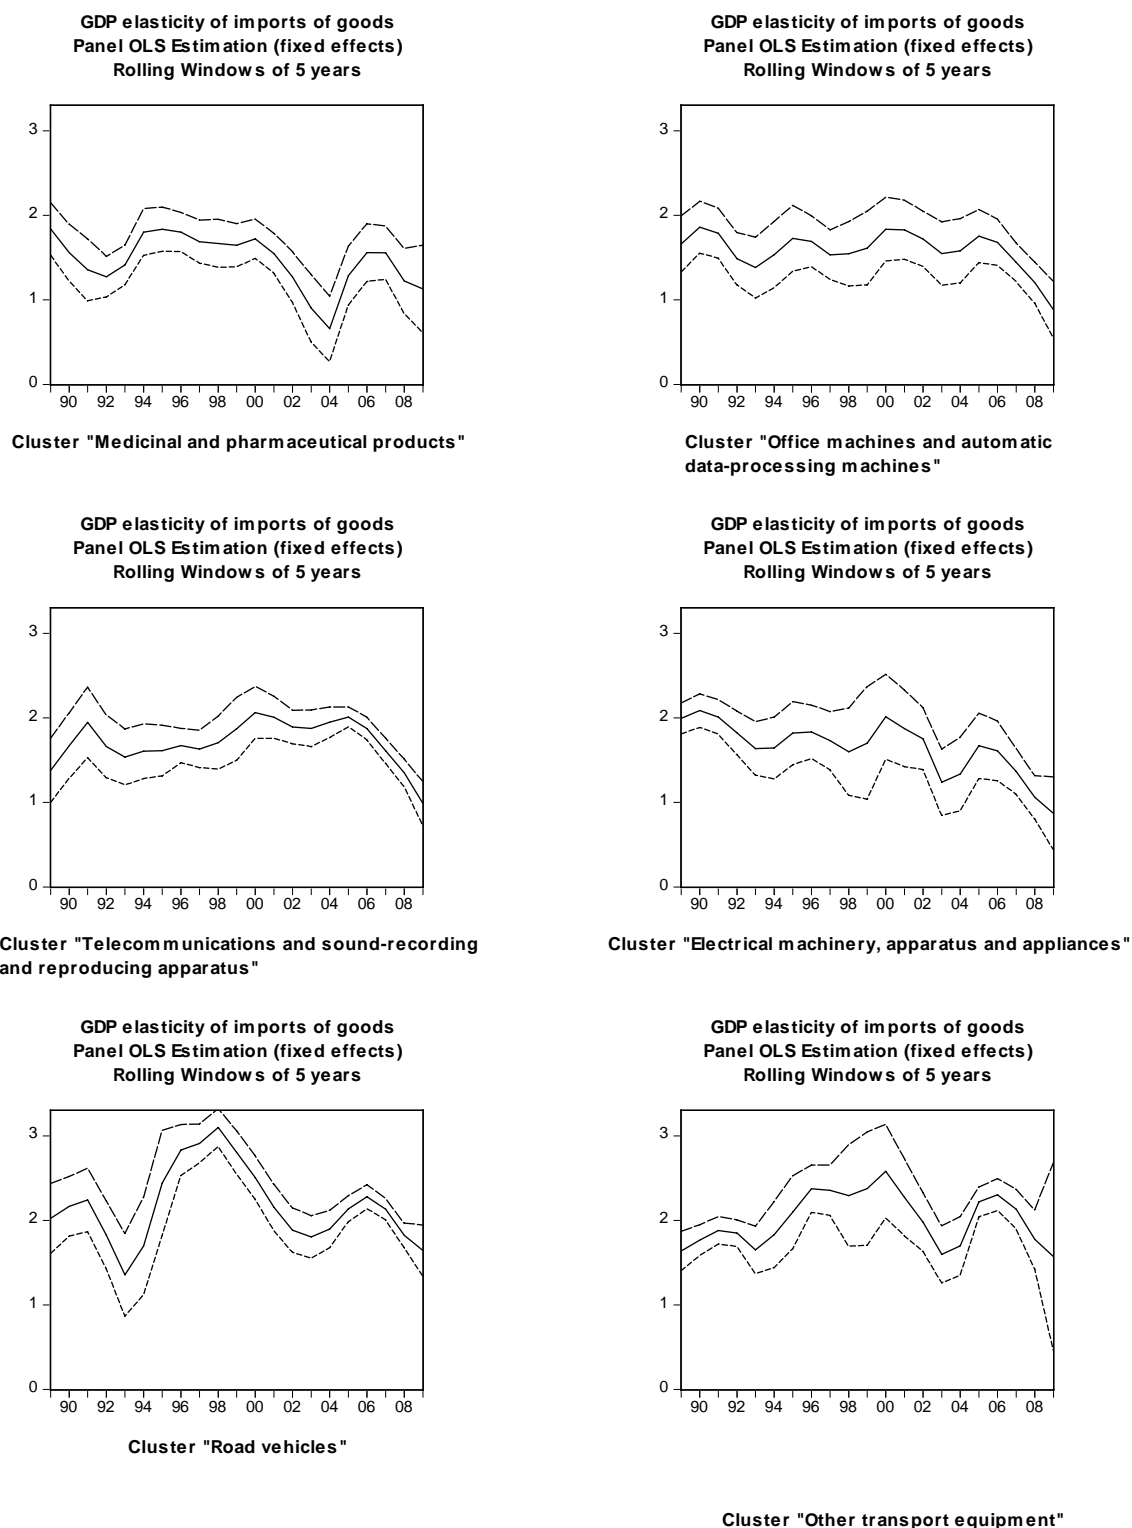 GDP elasticity of imports of goods
Panel OLS Estimation (fixed effects)
Rolling Windows of 5 years
3
2
1
0
90 92 94 96 98 00 02 04 06 08
Cluster "Medicinal and pharmaceutical products"
GDP elasticity of imports of goods
Panel OLS Estimation (fixed effects)
Rolling Windows of 5 years
3
2
1
0
90 92 94 96 98 00 02 04 06 08
Cluster "Office machines and automatic
data-processing machines"
GDP elasticity of imports of goods
Panel OLS Estimation (fixed effects)
Rolling Windows of 5 years
3
2
1
0
90 92 94 96 98 00 02 04 06 08
Cluster "Telecommunications and sound-recording
and reproducing apparatus"
GDP elasticity of imports of goods
Panel OLS Estimation (fixed effects)
Rolling Windows of 5 years
3
2
1
0
90 92 94 96 98 00 02 04 06 08
Cluster "Electrical machinery, apparatus and appliances"
GDP elasticity of imports of goods
Panel OLS Estimation (fixed effects)
Rolling Windows of 5 years
3
2
1
0
90 92 94 96 98 00 02 04 06 08
Cluster "Road vehicles"
GDP elasticity of imports of goods
Panel OLS Estimation (fixed effects)
Rolling Windows of 5 years
3
2
1
0
90 92 94 96 98 00 02 04 06 08
Cluster "Other transport equipment"